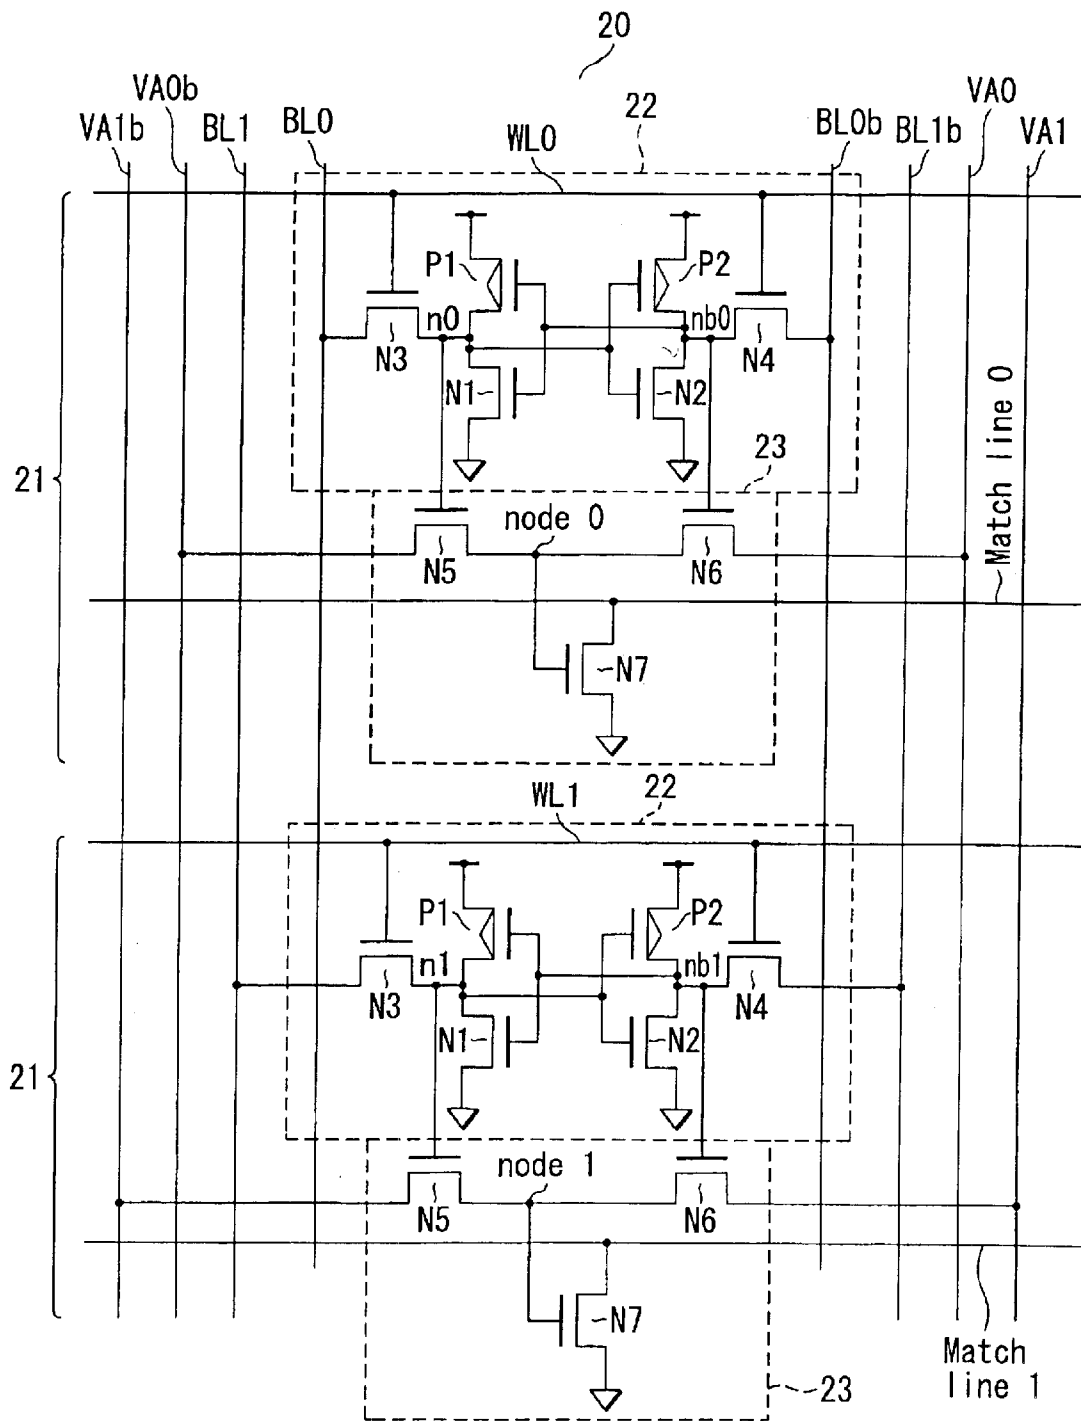 20
VA1b
VA0b
BL1
BL0
22
BL0b
BL1b
VA0
VA1
WL0
P1
P2
n0
nb0
N3
N4
N1
N2
21
23
node 0
N5
N6
Match line 0
N7
WL1
22
P1
P2
n1
nb1
N3
N4
N1
N2
21
node 1
N5
N6
N7
23
Match
line 1